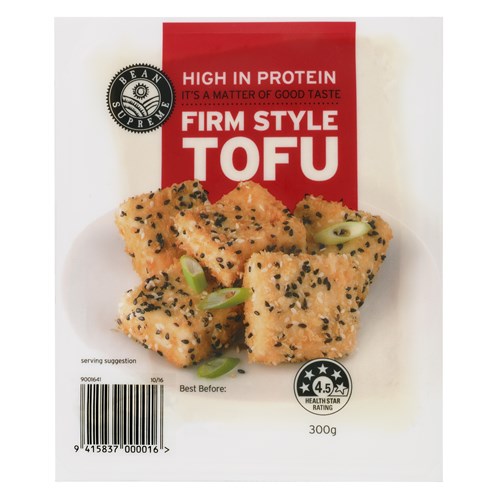 BEAN
SUPREME
HIGH IN PROTEIN
IT'S A MATTER OF GOOD TASTE
FIRM STYLE
TOFU
serving suggestion
9001641 10/16
Best Before:
4.5
HEALTH STAR
RATING
300g
9 415837 000016 >